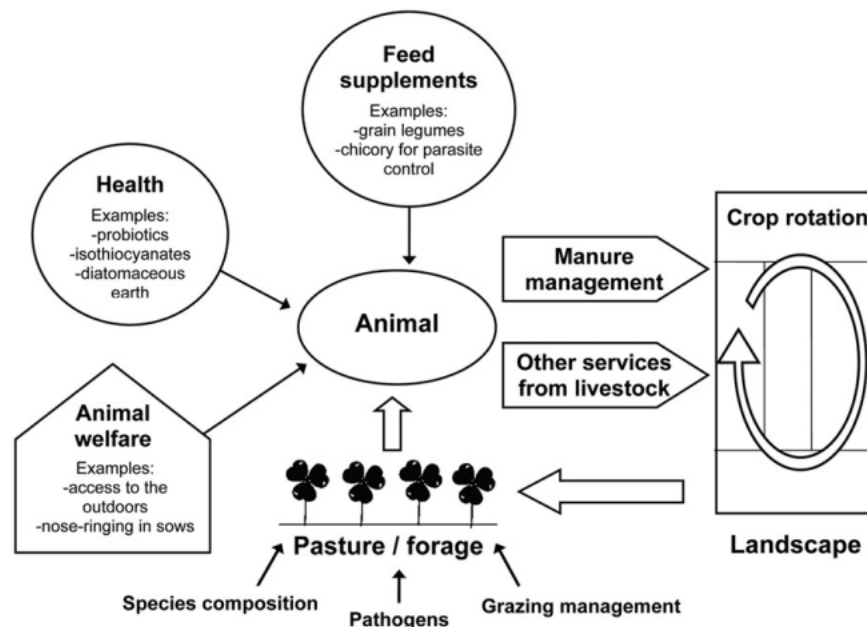 Feed
supplements
Examples:
-grain legumes
-chicory for parasite
control
Health
Examples:
-probiotics
-isothiocyanates
-diatomaceous
earth
Animal
Manure
management
Other services
from livestock
Crop rotation
Landscape
Animal
welfare
Examples:
-access to the
outdoors
-nose-ringing in sows
Pasture / forage
Species composition
Pathogens
Grazing management